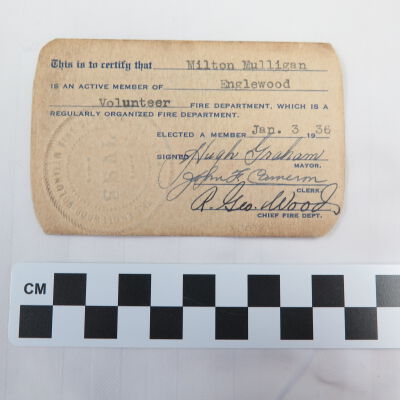 This is to certify that Milton Mulligan
IS AN ACTIVE MEMBER OF Englewood
Volunteer FIRE DEPARTMENT, WHICH IS A
REGULARLY ORGANIZED FIRE DEPARTMENT.
ELECTED A MEMBER Jan. 3 1936
SIGNED Hugh Graham
MAYOR.
John F. Cameron
CLERK.
R. Geo. Woods
CHIEF FIRE DEPT.
CM